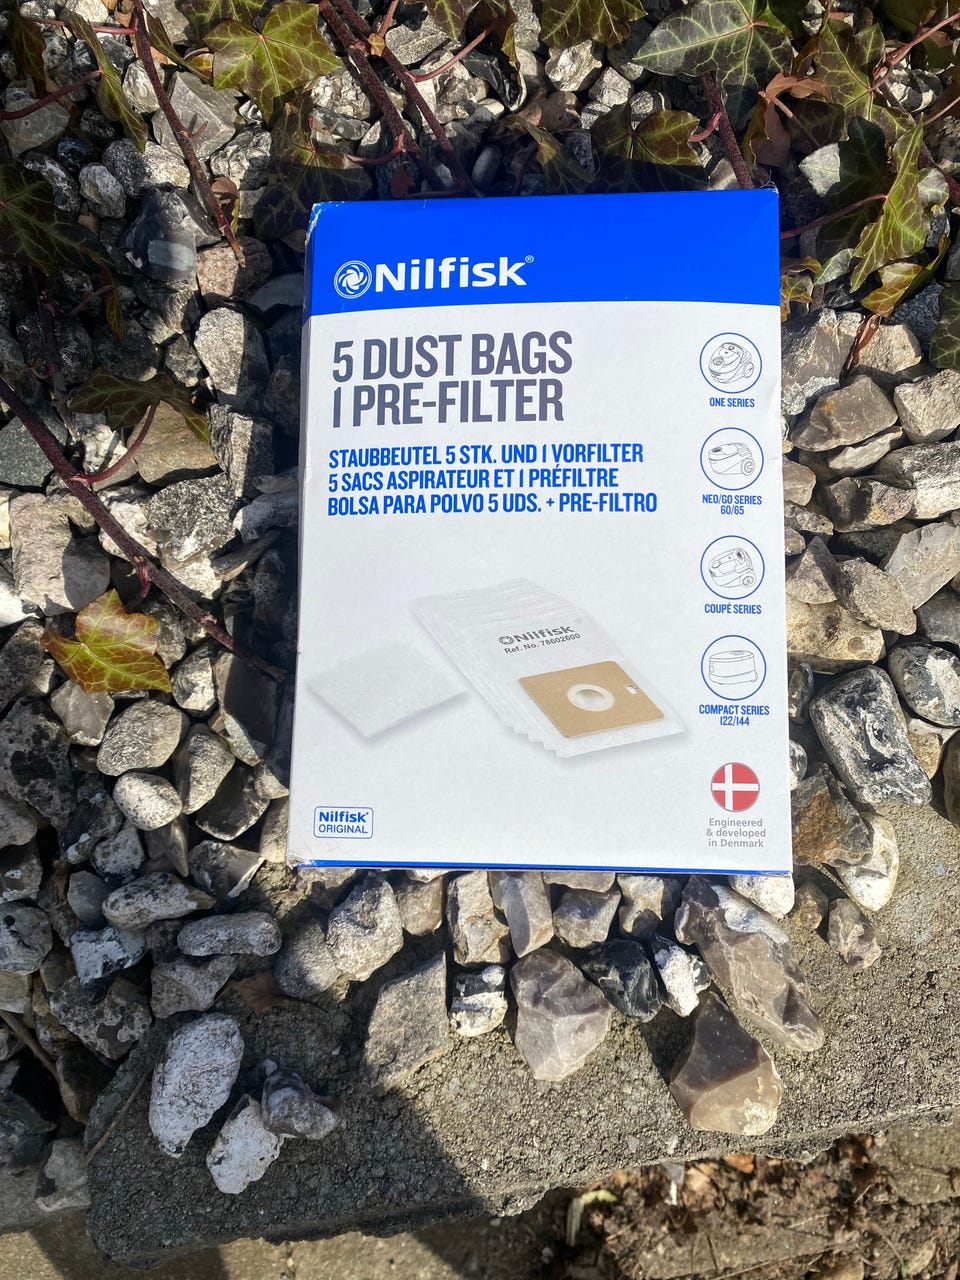 Nilfisk®
5 DUST BAGS
1 PRE-FILTER
STAUBBEUTEL 5 STK. UND 1 VORFILTER
5 SACS ASPIRATEUR ET 1 PRÉFILTRE
BOLSA PARA POLVO 5 UDS. + PRE-FILTRO
ONE SERIES
NEO/GO SERIES
60/65
COUPÉ SERIES
COMPACT SERIES
122/144
Nilfisk
Ref. No. 78602600
Nilfisk®
ORIGINAL
Engineered
& developed
in Denmark